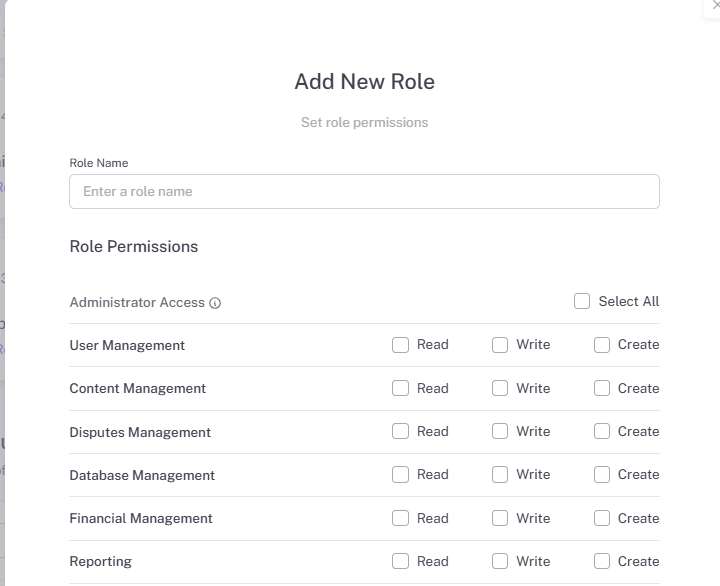 Add New Role
Set role permissions
Role Name
Enter a role name
Role Permissions
Administrator Access Select All
User Management Read Write Create
Content Management Read Write Create
Disputes Management Read Write Create
Database Management Read Write Create
Financial Management Read Write Create
Reporting Read Write Create